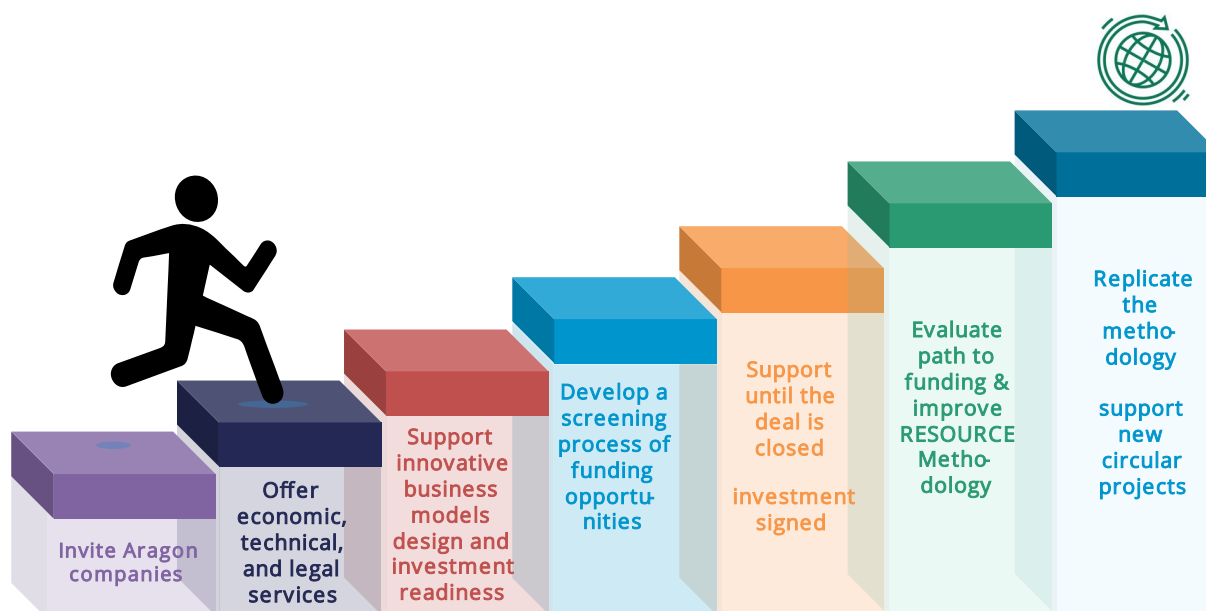 Invite Aragon
companies
Offer
economic,
technical,
and legal
services
Support
innovative
business
models
design and
investment
readiness
Develop a
screening
process of
funding
opportu-
nities
Support
until the
deal is
closed
investment
signed
Evaluate
path to
funding &
improve
RESOURCE
Metho-
dology
Replicate
the
metho-
dology
support
new
circular
projects